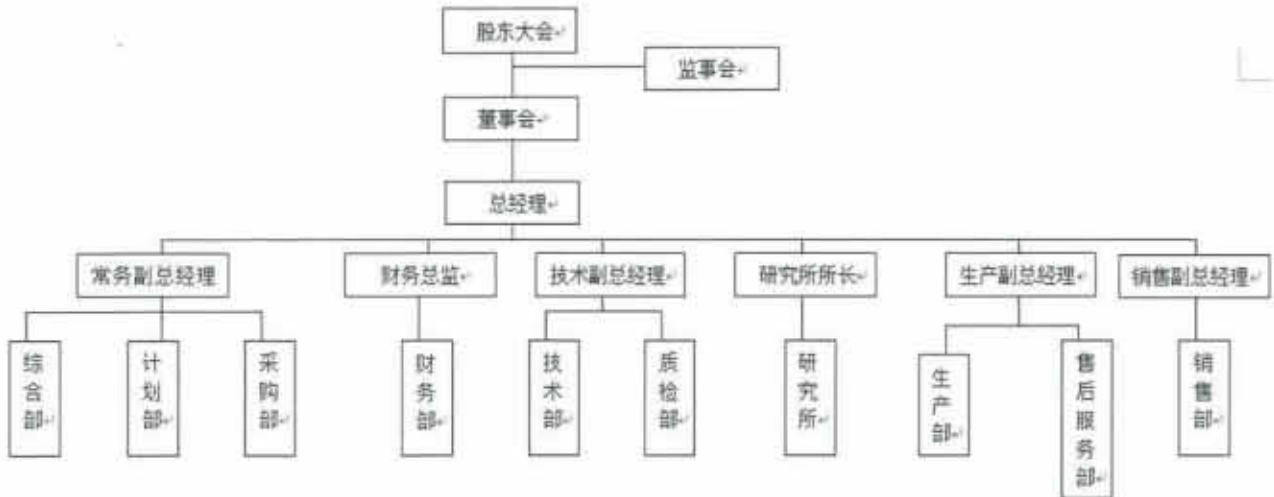 股东大会
监事会
董事会
总经理
常务副总经理
财务总监
技术副总经理
研究所所长
生产副总经理
销售副总经理
综合部
计划部
采购部
财务部
技术部
质检部
研究所
生产部
售后服务部
销售部